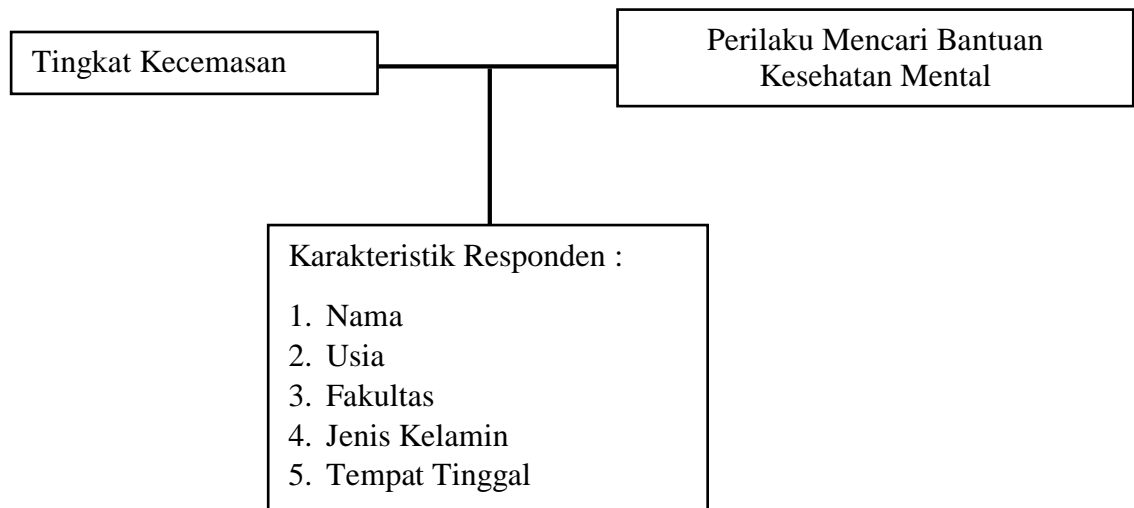 Tingkat Kecemasan
Perilaku Mencari Bantuan
Kesehatan Mental
Karakteristik Responden :
1. Nama
2. Usia
3. Fakultas
4. Jenis Kelamin
5. Tempat Tinggal